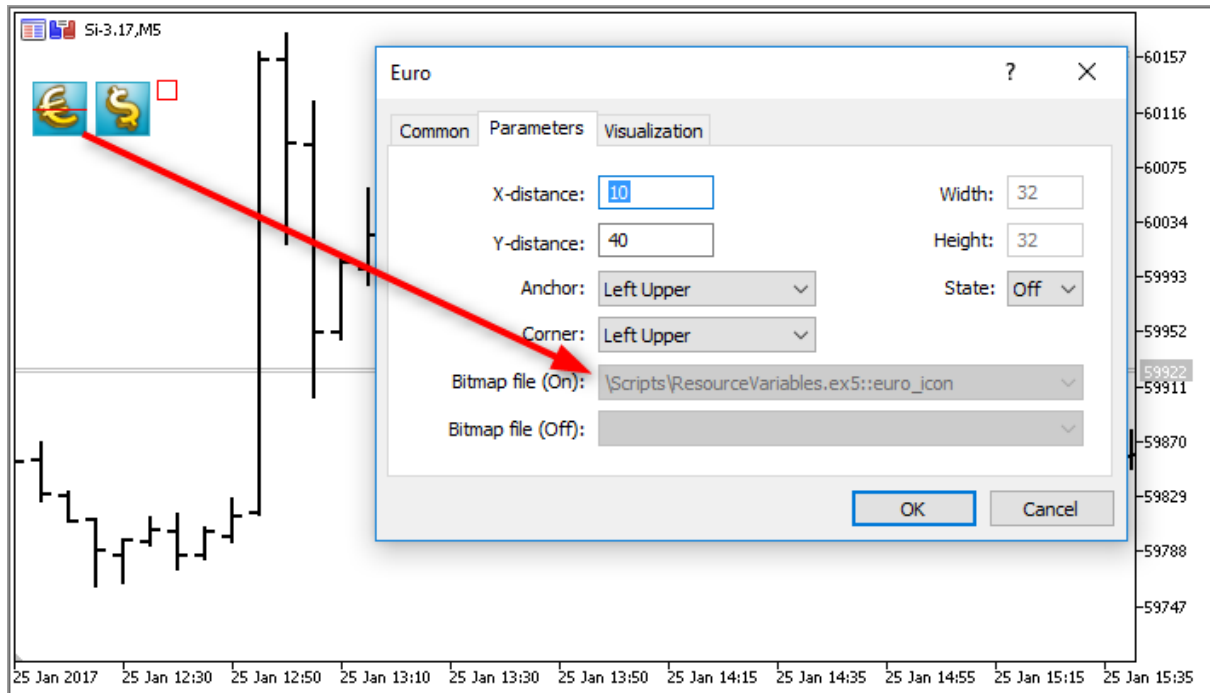 Si-3.17,M5
Euro
?
Common Parameters Visualization
X-distance: 10 Width: 32
Y-distance: 40 Height: 32
Anchor: Left Upper State: Off
Corner: Left Upper
Bitmap file (On): \Scripts\ResourceVariables.ex5::euro_icon
Bitmap file (Off):
OK Cancel
60157
60116
60075
60034
59993
59952
59922
59911
59870
59829
59788
59747
25 Jan 2017 25 Jan 12:30 25 Jan 12:50 25 Jan 13:10 25 Jan 13:30 25 Jan 13:50 25 Jan 14:15 25 Jan 14:35 25 Jan 14:55 25 Jan 15:15 25 Jan 15:35